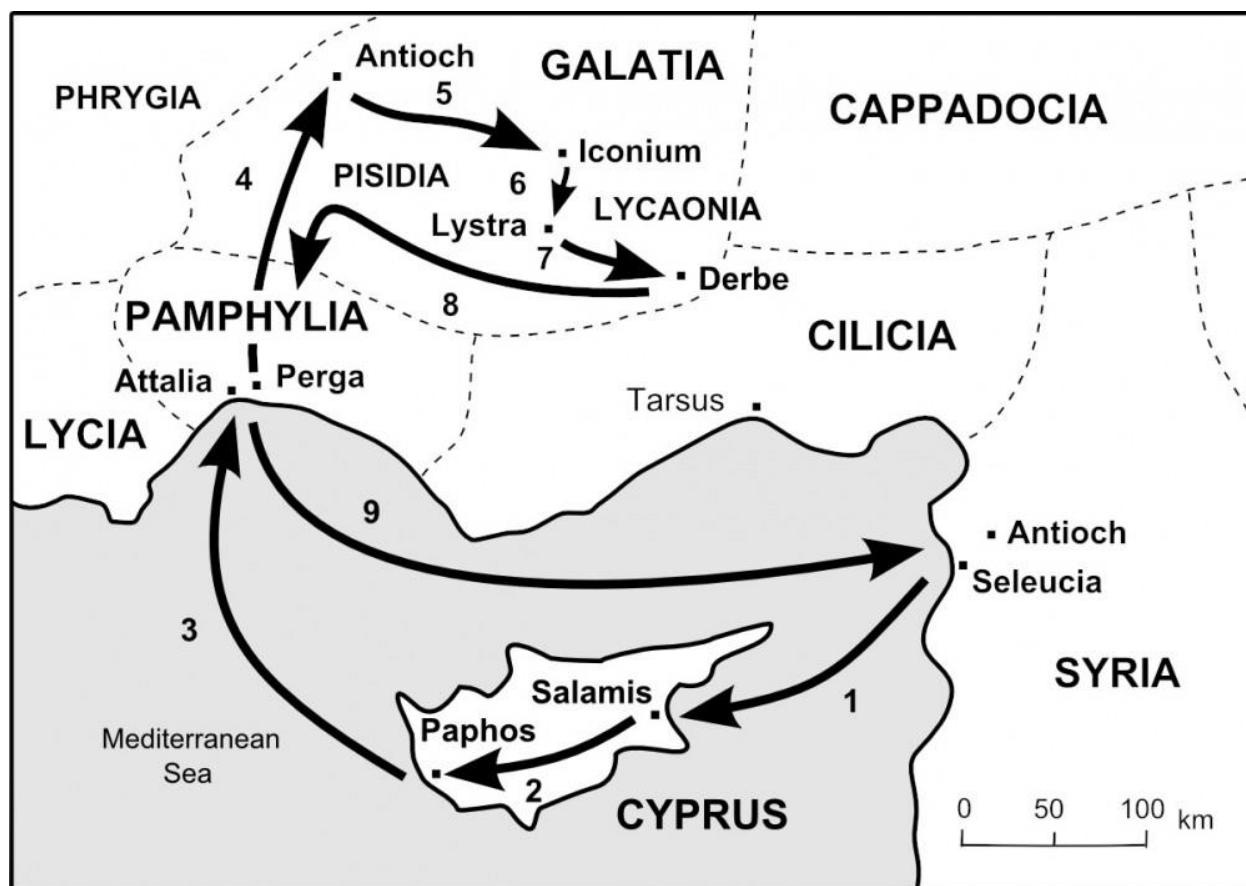 Antioch
GALATIA
PHRYGIA
5
CAPPADOCIA
Iconium
4
PISIDIA
6
LYCAONIA
Lystra
7
Derbe
8
PAMPHYLIA
CILICIA
Attalia
Perga
Tarsus
LYCIA
9
Antioch
Seleucia
3
SYRIA
Salamis
1
Paphos
Mediterranean
Sea
2
CYPRUS
0 50 100 km